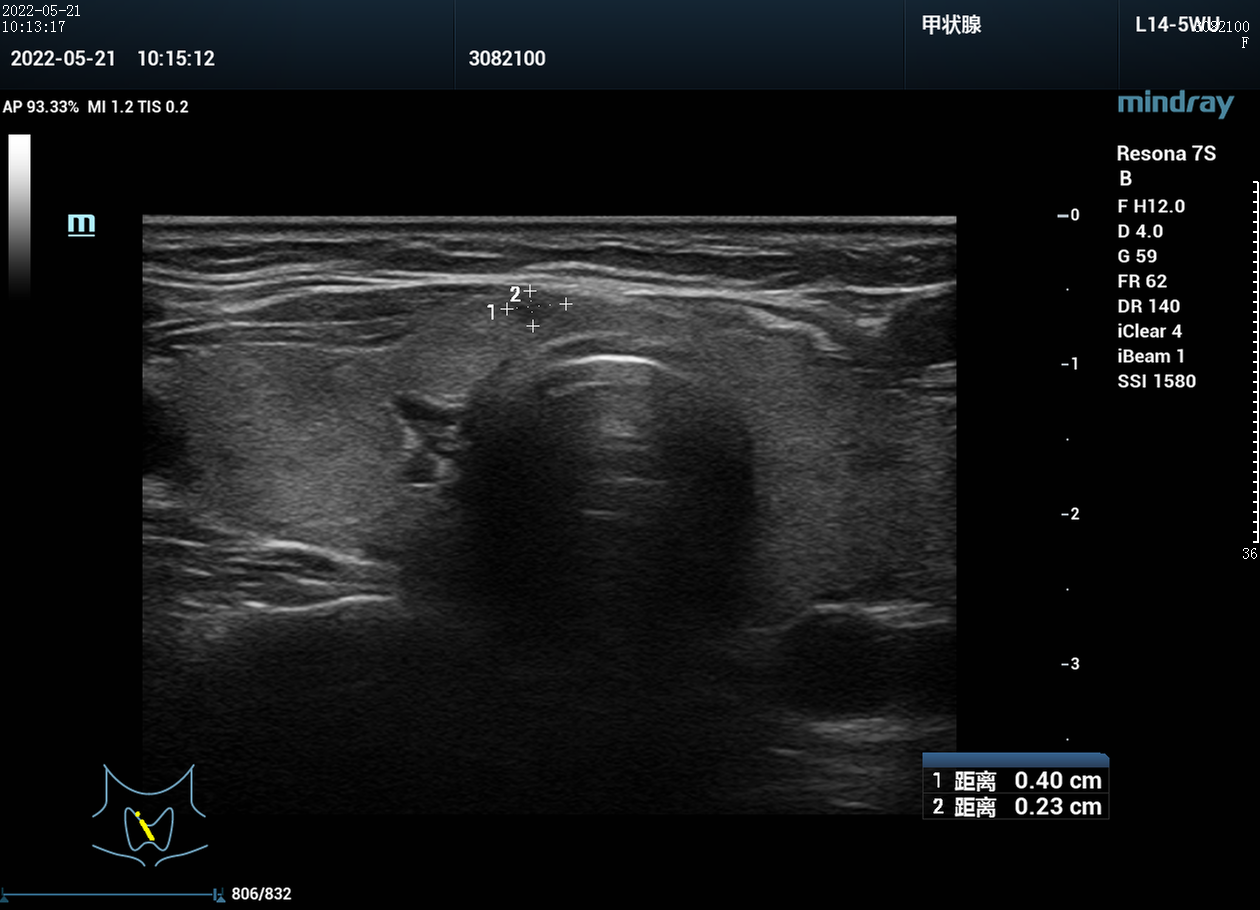 2022-05-21
10:13:17
2022-05-21 10:15:12
3082100
甲状腺
L14-5WU
3082100
F
AP 93.33% MI 1.2 TIS 0.2
mindray
Resona 7S
B
F H12.0
D 4.0
G 59
FR 62
DR 140
iClear 4
iBeam 1
SSI 1580
m
0
2
1
-1
-2
-3
36
1 距离 0.40 cm
2 距离 0.23 cm
806/832